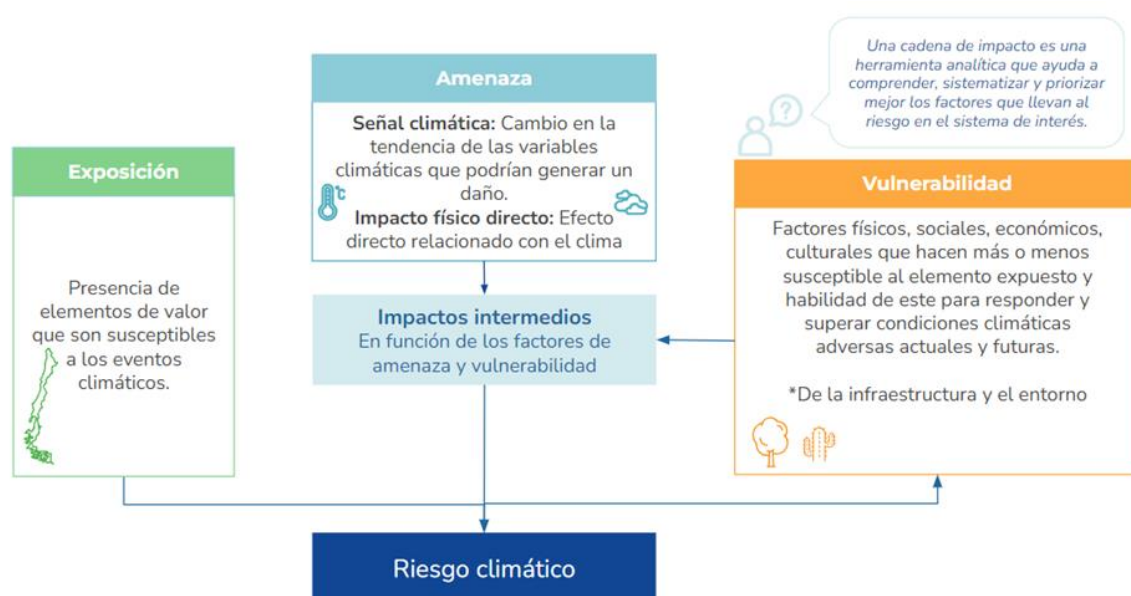 Una cadena de impacto es una
herramienta analítica que ayuda a
comprender, sistematizar y priorizar
mejor los factores que llevan al
riesgo en el sistema de interés.
?
Amenaza
Señal climática: Cambio en la
tendencia de las variables
climáticas que podrían generar un
daño.
°C
Impacto físico directo: Efecto
directo relacionado con el clima
Exposición
Presencia de
elementos de valor
que son susceptibles
a los eventos
climáticos.
Vulnerabilidad
Factores físicos, sociales, económicos,
culturales que hacen más o menos
susceptible al elemento expuesto y
habilidad de este para responder y
superar condiciones climáticas
adversas actuales y futuras.
*De la infraestructura y el entorno
Impactos intermedios
En función de los factores de
amenaza y vulnerabilidad
Riesgo climático